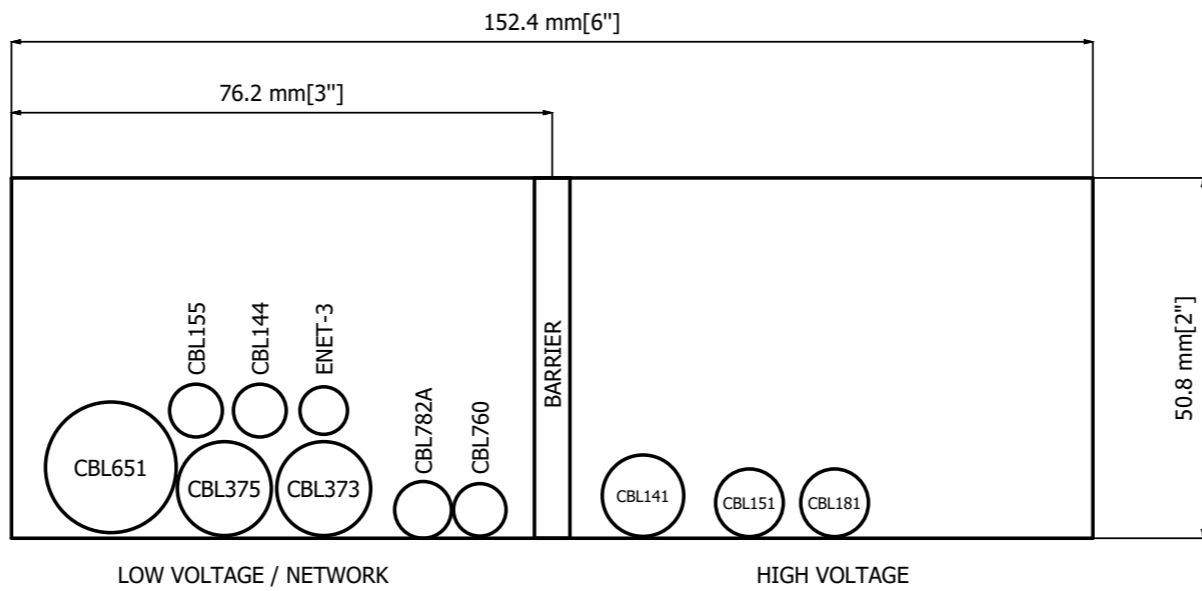 152.4 mm[6"]
76.2 mm[3"]
50.8 mm[2"]
CBL155
CBL144
ENET-3
CBL782A
CBL760
BARRIER
CBL651
CBL375
CBL373
CBL141
CBL151
CBL181
LOW VOLTAGE / NETWORK
HIGH VOLTAGE